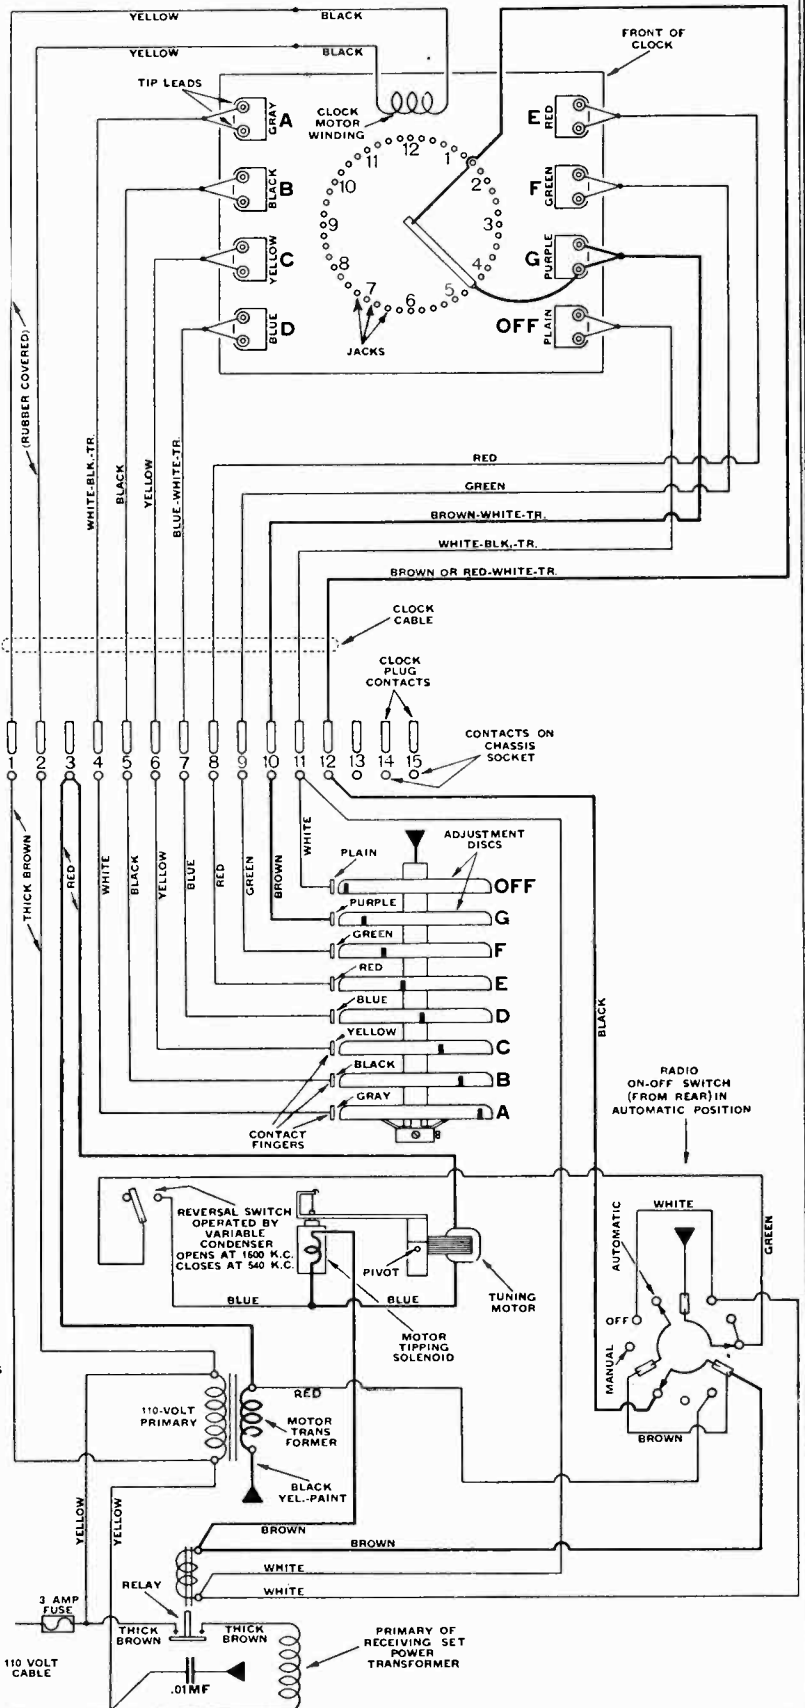 YELLOW BLACK
YELLOW BLACK
FRONT OF
CLOCK
TIP LEADS
CLOCK
MOTOR
WINDING
GRAY A
BLACK B
YELLOW C
BLUE D
E RED
F GREEN
G PURPLE
OFF PLAIN
12
1
2
3
4
5
6
7
8
9
10
11
JACKS
(RUBBER COVERED)
WHITE-BLK.-TR.
BLACK
YELLOW
BLUE-WHITE-TR.
RED
GREEN
BROWN-WHITE-TR.
WHITE-BLK.-TR.
BROWN OR RED-WHITE-TR.
CLOCK
CABLE
CLOCK
PLUG
CONTACTS
CONTACTS ON
CHASSIS
SOCKET
1 2 3 4 5 6 7 8 9 10 11 12 13 14 15
THICK BROWN
RED
WHITE
BLACK
YELLOW
BLUE
RED
GREEN
BROWN
WHITE
ADJUSTMENT
DISCS
PLAIN
OFF
PURPLE
G
GREEN
F
RED
E
BLUE
D
YELLOW
C
BLACK
B
GRAY
A
CONTACT
FINGERS
BLACK
RADIO
ON-OFF SWITCH
(FROM REAR) IN
AUTOMATIC POSITION
REVERSAL SWITCH
OPERATED BY
VARIABLE
CONDENSER
OPENS AT 1600 K.C.
CLOSES AT 540 K.C.
PIVOT
BLUE BLUE
TUNING
MOTOR
MOTOR
TIPPING
SOLENOID
WHITE
GREEN
AUTOMATIC
OFF
MANUAL
BROWN
110-VOLT
PRIMARY
RED
MOTOR
TRANS
FORMER
BLACK
YEL.-PAINT
YELLOW
YELLOW
BROWN
BROWN
WHITE
WHITE
RELAY
3 AMP
FUSE
THICK
BROWN
THICK
BROWN
PRIMARY OF
RECEIVING SET
POWER
TRANSFORMER
110 VOLT
CABLE
.01MF